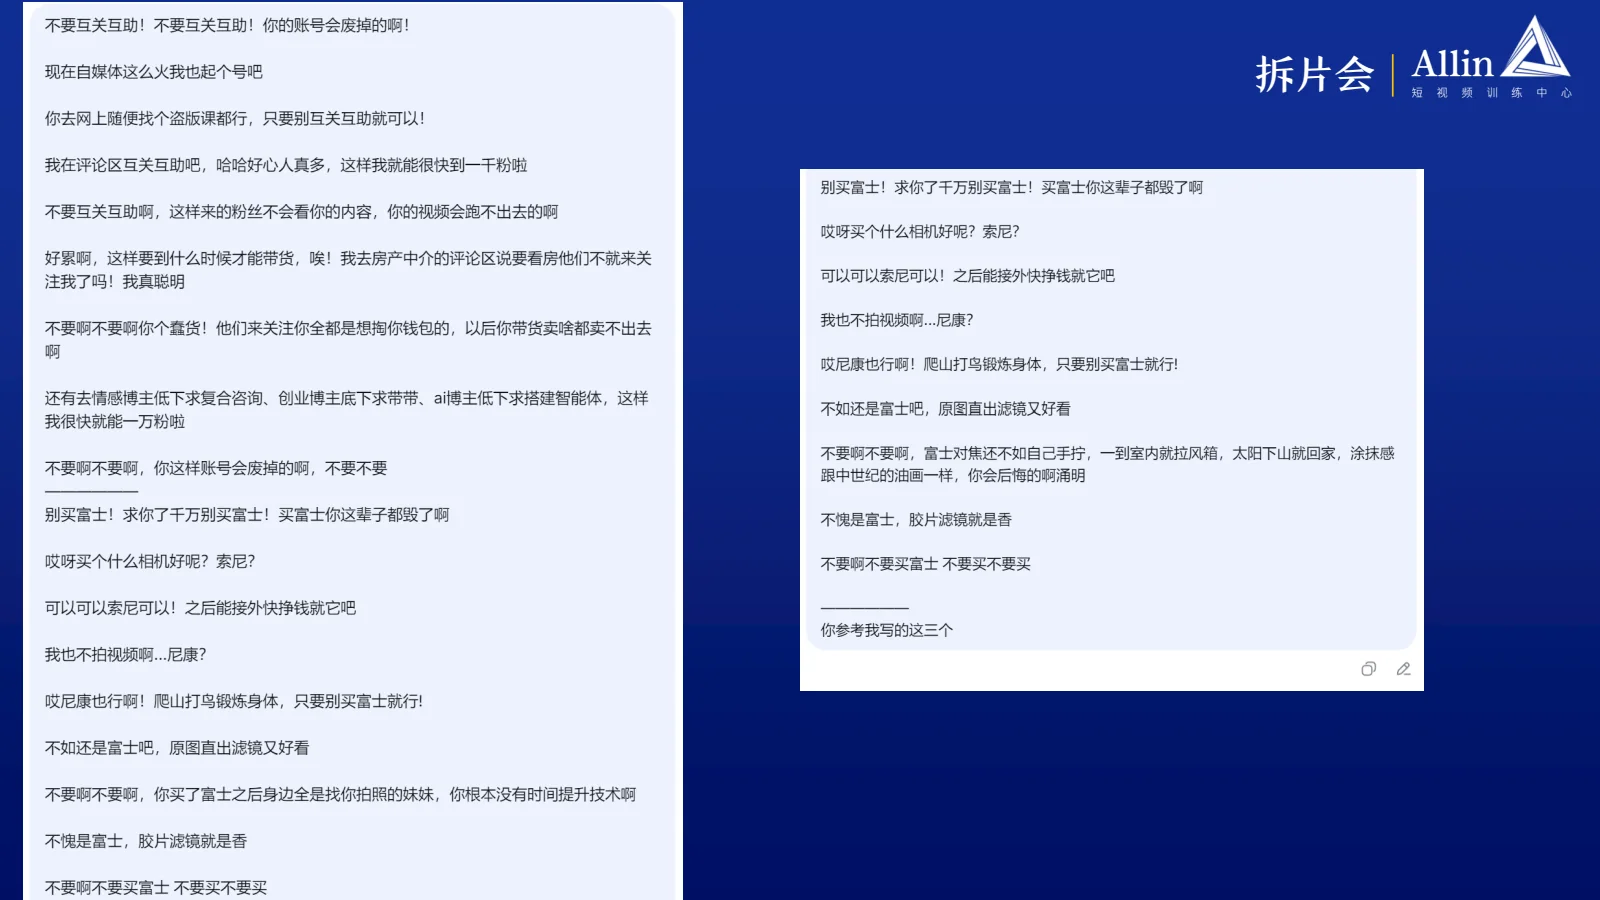 不要互关互助！不要互关互助！你的账号会废掉的啊！
现在自媒体这么火我也起个号吧
你去网上随便找个盗版课都行，只要别互关互助就可以！
我在评论区互关互助吧，哈哈好心人真多，这样我就能很快到一千粉啦
不要互关互助啊，这样来的粉丝不会看你的内容，你的视频会跑不出去的啊
好累啊，这样要到什么时候才能带货，唉！我去房产中介的评论区说要看房他们不就来关
注我了吗！我真聪明
不要啊不要啊你个蠢货！他们来关注你全都是想掏你钱包的，以后你带货卖啥都卖不出去
啊
还有去情感博主低下求复合咨询、创业博主底下求带带、ai博主低下求搭建智能体，这样
我很快就能一万粉啦
不要啊不要啊，你这样账号会废掉的啊，不要不要
——————
别买富士！求你了千万别买富士！买富士你这辈子都毁了啊
哎呀买个什么相机好呢？索尼？
可以可以索尼可以！之后能接外快挣钱就它吧
我也不拍视频啊...尼康？
哎尼康也行啊！爬山打鸟锻炼身体，只要别买富士就行!
不如还是富士吧，原图直出滤镜又好看
不要啊不要啊，你买了富士之后身边全是找你拍照的妹妹，你根本没有时间提升技术啊
不愧是富士，胶片滤镜就是香
不要啊不要买富士 不要买不要买
拆片会
Allin
短视频训练中心
别买富士！求你了千万别买富士！买富士你这辈子都毁了啊
哎呀买个什么相机好呢？索尼？
可以可以索尼可以！之后能接外快挣钱就它吧
我也不拍视频啊...尼康？
哎尼康也行啊！爬山打鸟锻炼身体，只要别买富士就行!
不如还是富士吧，原图直出滤镜又好看
不要啊不要啊，富士对焦还不如自己手拧，一到室内就拉风箱，太阳下山就回家，涂抹感
跟中世纪的油画一样，你会后悔的啊涌明
不愧是富士，胶片滤镜就是香
不要啊不要买富士 不要买不要买
——————
你参考我写的这三个